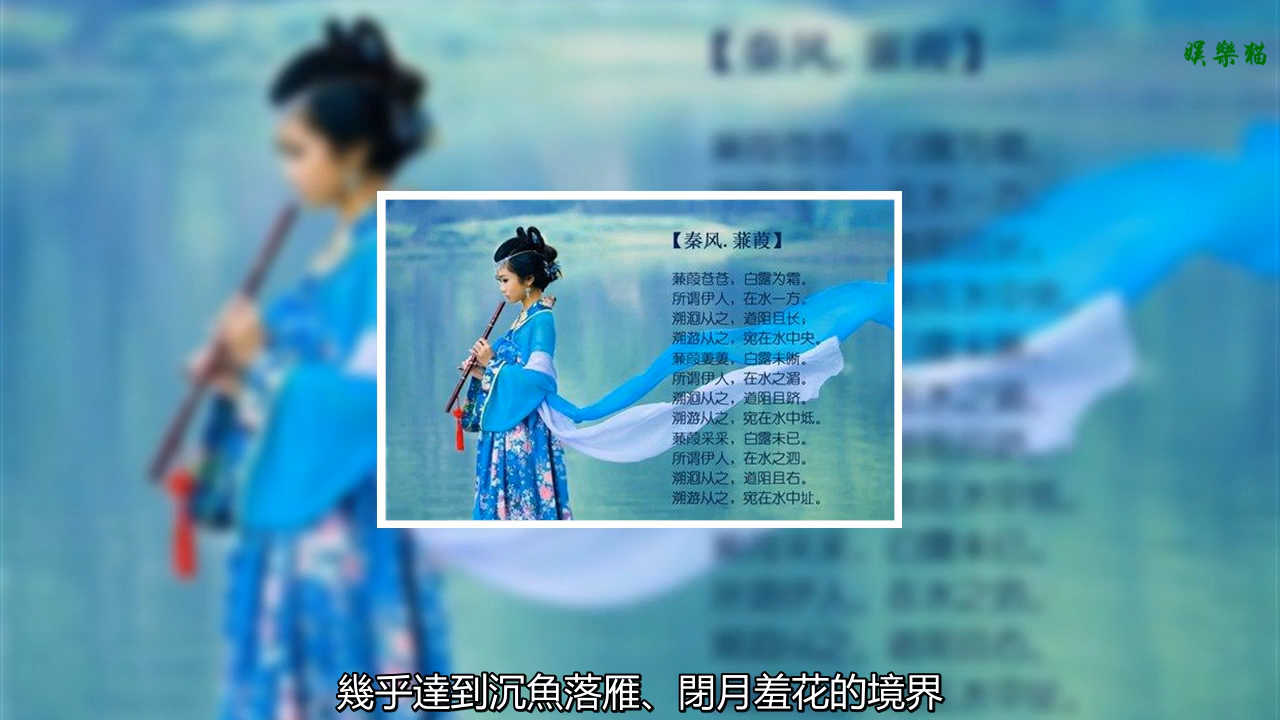 娱樂猫
【秦风.蒹葭】
蒹葭苍苍，白露为霜。
所谓伊人，在水一方。
溯洄从之，道阻且长；
溯游从之，宛在水中央。
蒹葭萋萋，白露未晞。
所谓伊人，在水之湄。
溯洄从之，道阻且跻。
溯游从之，宛在水中坻。
蒹葭采采，白露未已。
所谓伊人，在水之泗。
溯洄从之，道阻且右。
溯游从之，宛在水中址。
幾乎達到沉魚落雁、閉月羞花的境界